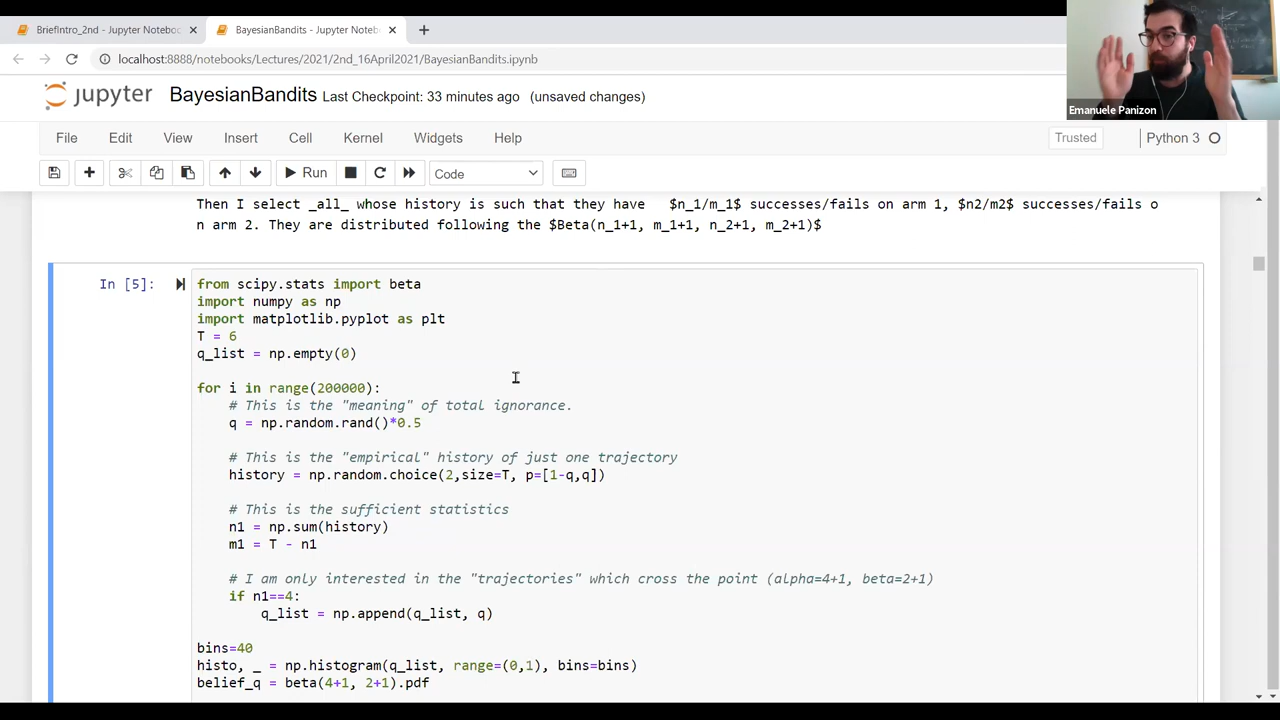 BriefIntro_2nd - Jupyter Notebo
BayesianBandits - Jupyter Noteb
localhost:8888/notebooks/Lectures/2021/2nd_16April2021/BayesianBandits.ipynb
Emanuele Panizon
jupyter BayesianBandits Last Checkpoint: 33 minutes ago (unsaved changes)
File Edit View Insert Cell Kernel Widgets Help
Trusted Python 3
Run Code
Then I select _all_ whose history is such that they have $n_1/m_1$ successes/fails on arm 1, $n2/m2$ successes/fails o
n arm 2. They are distributed following the $Beta(n_1+1, m_1+1, n_2+1, m_2+1)$
In [5]:
from scipy.stats import beta
import numpy as np
import matplotlib.pyplot as plt
T = 6
q_list = np.empty(0)
for i in range(200000):
# This is the "meaning" of total ignorance.
q = np.random.rand()*0.5
# This is the "empirical" history of just one trajectory
history = np.random.choice(2,size=T, p=[1-q,q])
# This is the sufficient statistics
n1 = np.sum(history)
m1 = T - n1
# I am only interested in the "trajectories" which cross the point (alpha=4+1, beta=2+1)
if n1==4:
q_list = np.append(q_list, q)
bins=40
histo, _ = np.histogram(q_list, range=(0,1), bins=bins)
belief_q = beta(4+1, 2+1).pdf